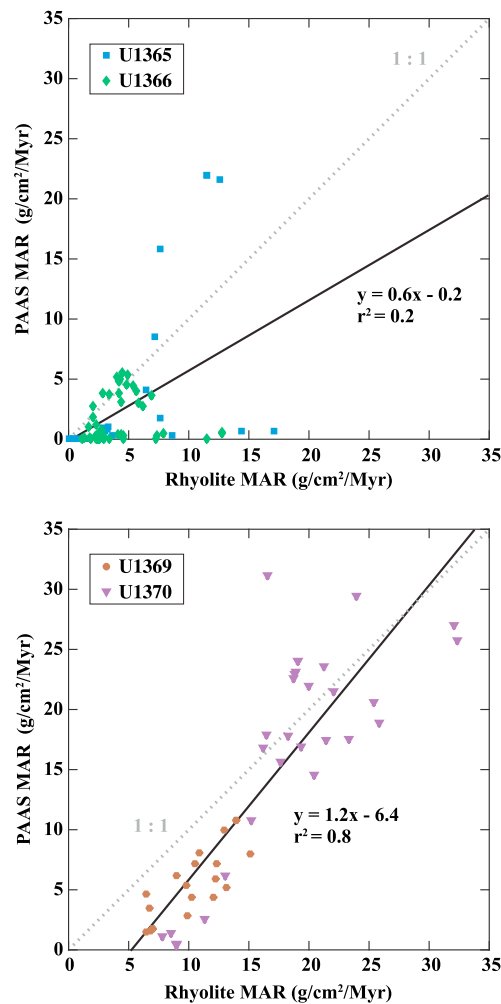 35
30
25
20
15
10
5
0
PAAS MAR (g/cm²/Myr)
U1365
U1366
1 : 1
y = 0.6x - 0.2
r² = 0.2
0 5 10 15 20 25 30 35
Rhyolite MAR (g/cm²/Myr)
35
30
25
20
15
10
5
0
PAAS MAR (g/cm²/Myr)
U1369
U1370
1 : 1
y = 1.2x - 6.4
r² = 0.8
0 5 10 15 20 25 30 35
Rhyolite MAR (g/cm²/Myr)